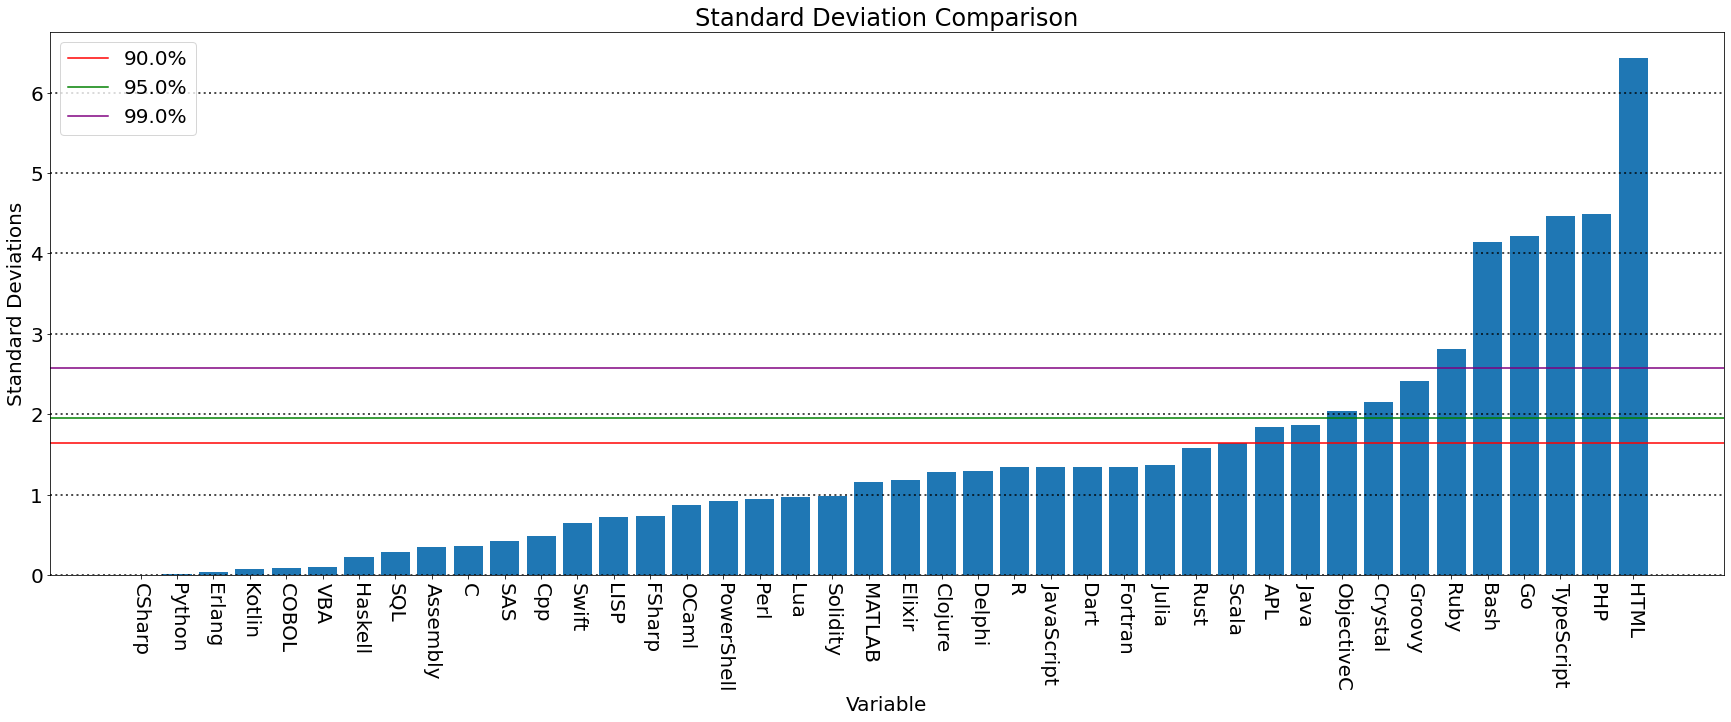 Standard Deviation Comparison
90.0%
95.0%
99.0%
Standard Deviations
6
5
4
3
2
1
0
CSharp
Python
Erlang
Kotlin
COBOL
VBA
Haskell
SQL
Assembly
C
SAS
Cpp
Swift
LISP
FSharp
OCaml
PowerShell
Perl
Lua
Solidity
MATLAB
Elixir
Clojure
Delphi
R
JavaScript
Dart
Fortran
Julia
Rust
Scala
APL
Java
ObjectiveC
Crystal
Groovy
Ruby
Bash
Go
TypeScript
PHP
HTML
Variable